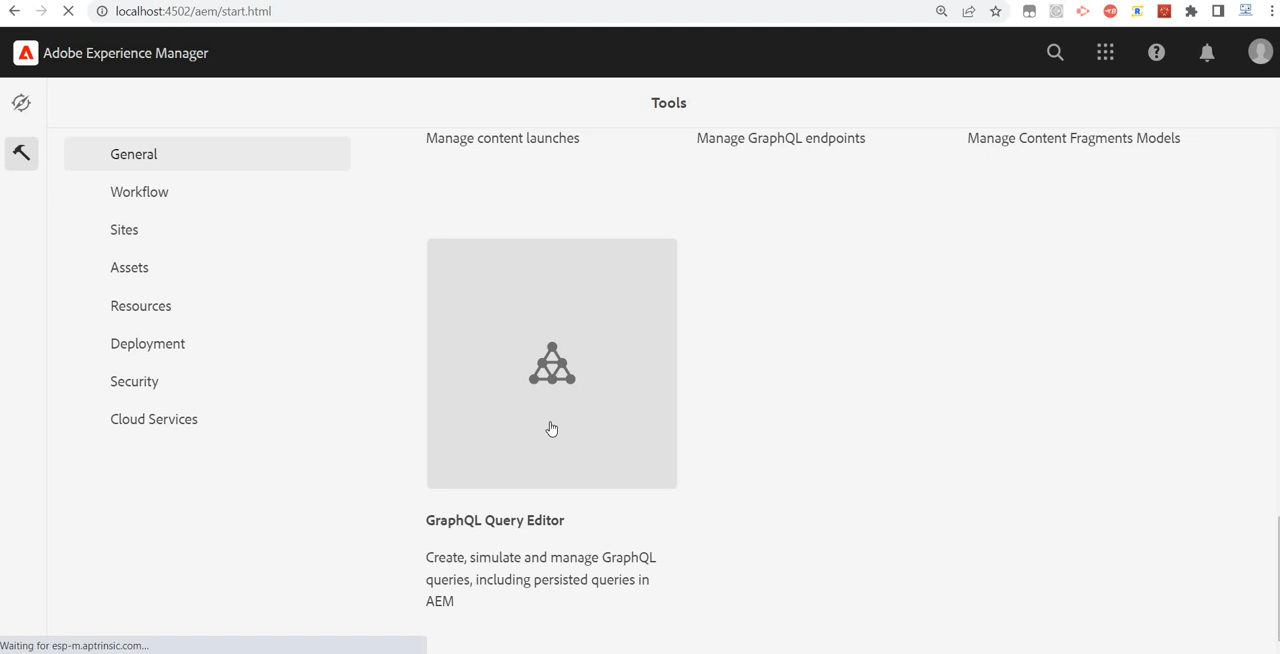 localhost:4502/aem/start.html
Adobe Experience Manager
Tools
General
Workflow
Sites
Assets
Resources
Deployment
Security
Cloud Services
Manage content launches
Manage GraphQL endpoints
Manage Content Fragments Models
GraphQL Query Editor
Create, simulate and manage GraphQL
queries, including persisted queries in
AEM
Waiting for esp-m.aptrinsic.com...